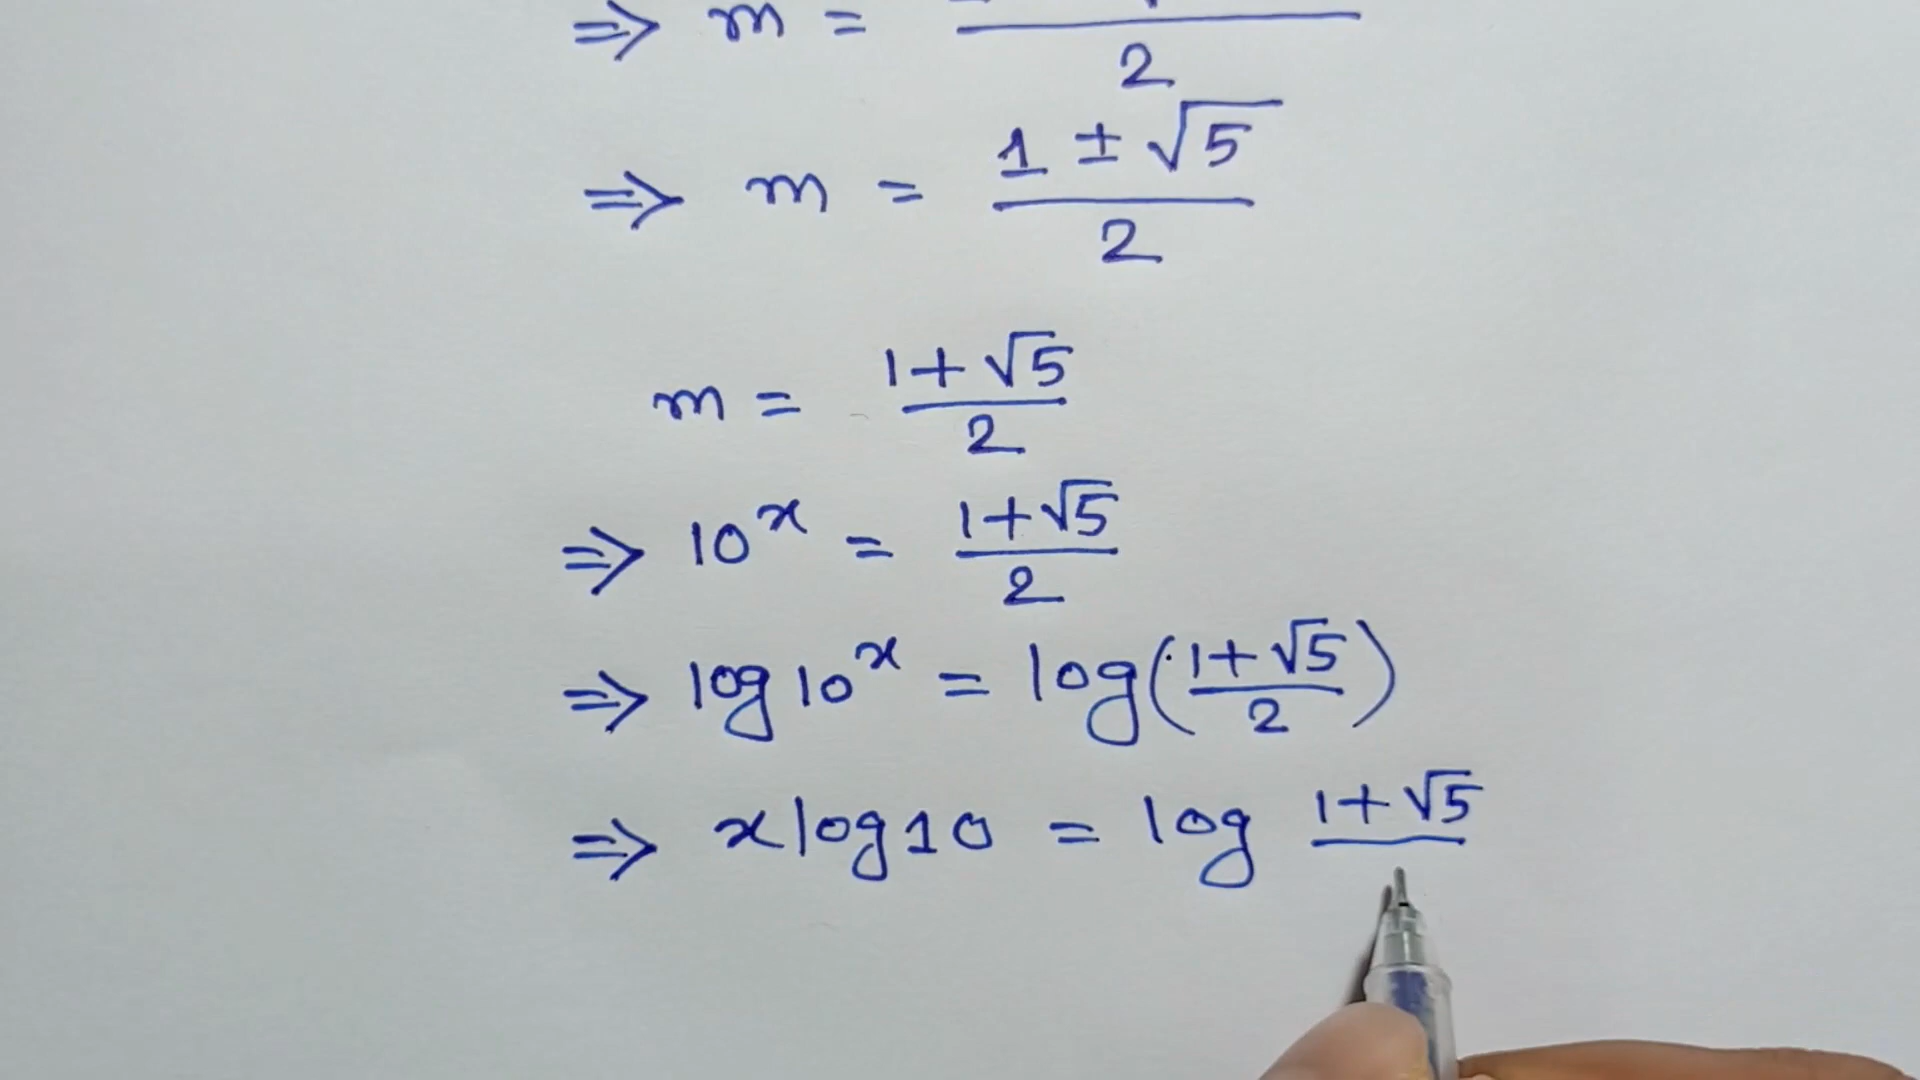 ⇒ m = ─── / 2
⇒ m = (1 ± √5) / 2
m = (1 + √5) / 2
⇒ 10^x = (1 + √5) / 2
⇒ log 10^x = log((1 + √5) / 2)
⇒ x log 10 = log (1 + √5) /